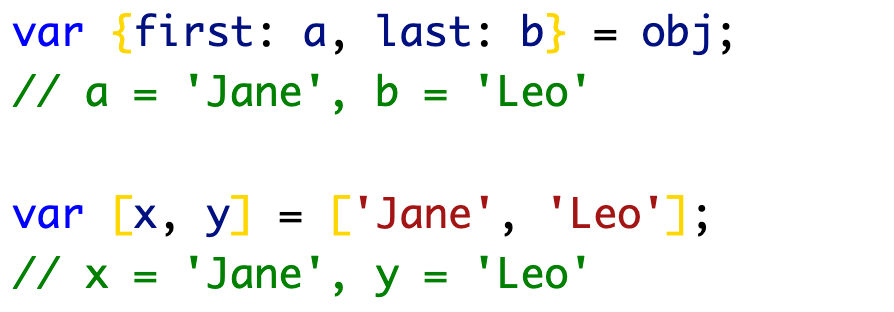 var {first: a, last: b} = obj;
// a = 'Jane', b = 'Leo'
var [x, y] = ['Jane', 'Leo'];
// x = 'Jane', y = 'Leo'